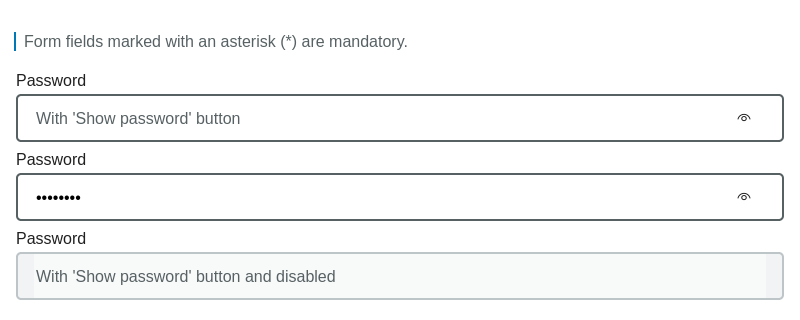 Form fields marked with an asterisk (*) are mandatory.
Password
With 'Show password' button
Password
••••••••
Password
With 'Show password' button and disabled